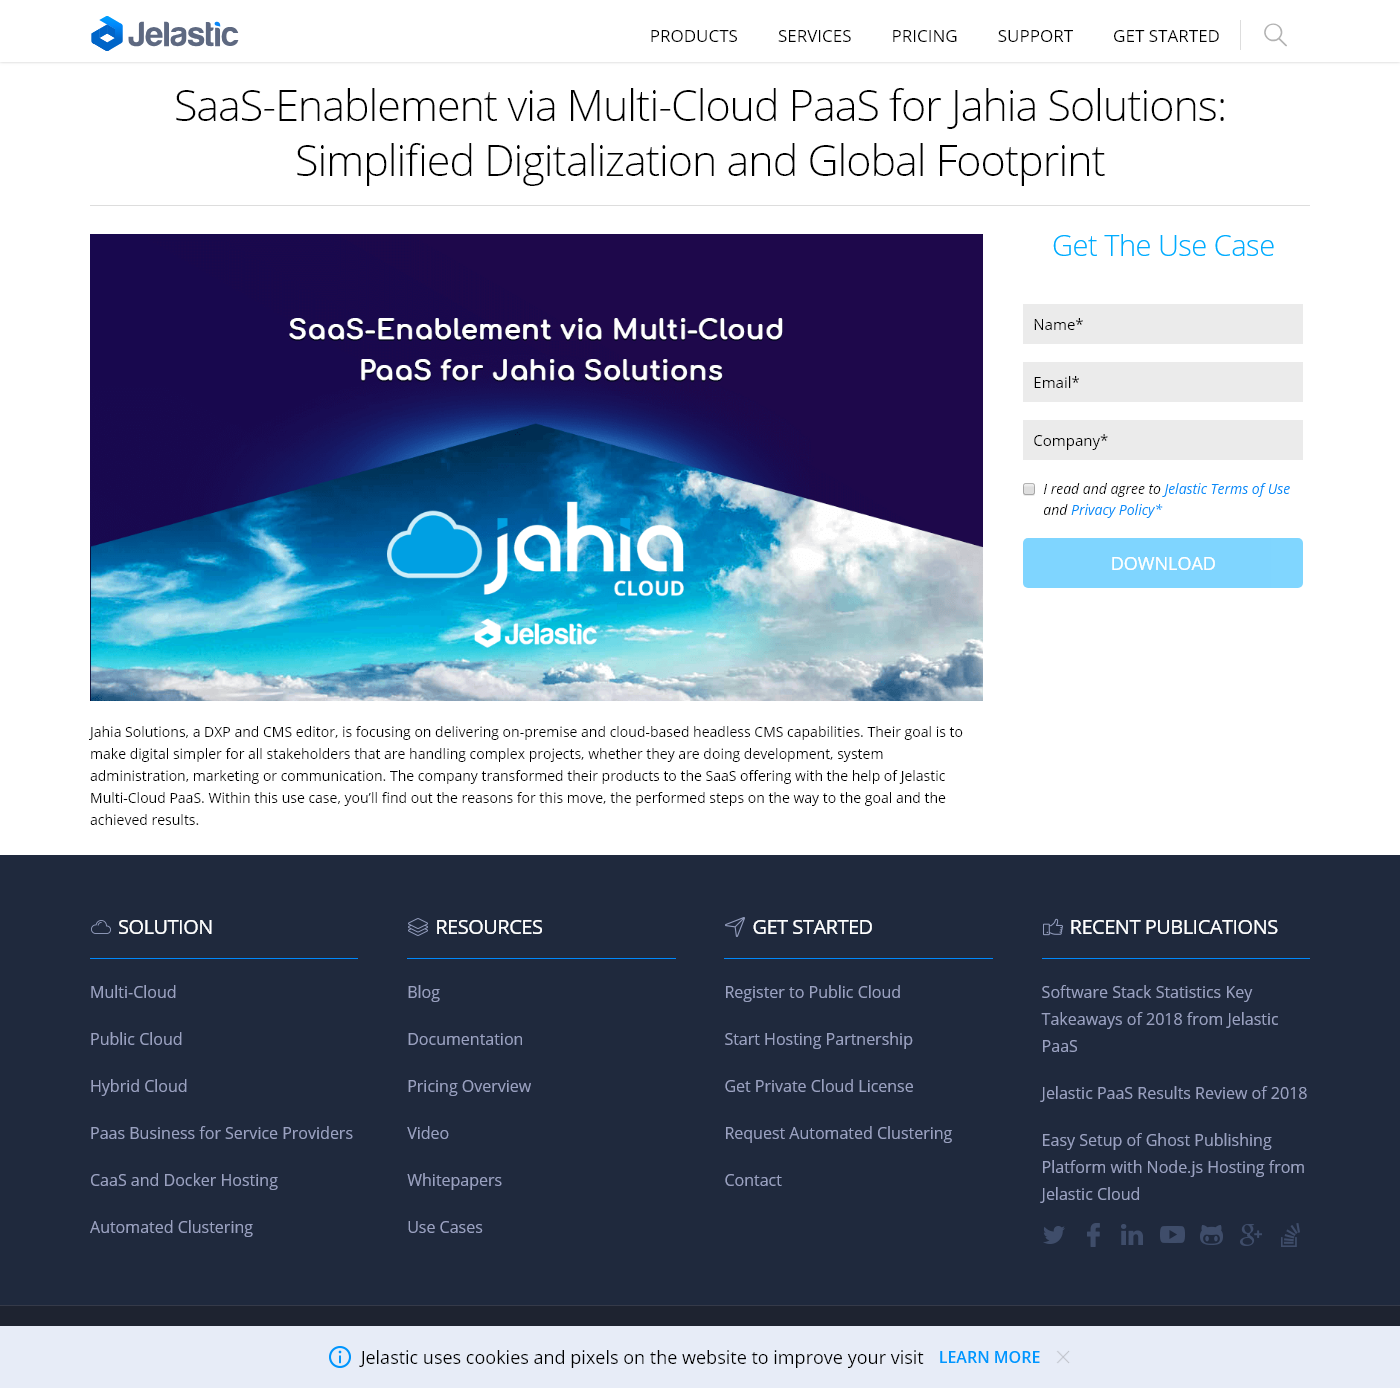 Jelastic
PRODUCTS
SERVICES
PRICING
SUPPORT
GET STARTED
SaaS-Enablement via Multi-Cloud PaaS for Jahia Solutions:
Simplified Digitalization and Global Footprint
SaaS-Enablement via Multi-Cloud
PaaS for Jahia Solutions
jahia
CLOUD
Jelastic
Jahia Solutions, a DXP and CMS editor, is focusing on delivering on-premise and cloud-based headless CMS capabilities. Their goal is to
make digital simpler for all stakeholders that are handling complex projects, whether they are doing development, system
administration, marketing or communication. The company transformed their products to the SaaS offering with the help of Jelastic
Multi-Cloud PaaS. Within this use case, you’ll find out the reasons for this move, the performed steps on the way to the goal and the
achieved results.
Get The Use Case
Name*
Email*
Company*
I read and agree to Jelastic Terms of Use
and Privacy Policy*
DOWNLOAD
SOLUTION
Multi-Cloud
Public Cloud
Hybrid Cloud
Paas Business for Service Providers
CaaS and Docker Hosting
Automated Clustering
RESOURCES
Blog
Documentation
Pricing Overview
Video
Whitepapers
Use Cases
GET STARTED
Register to Public Cloud
Start Hosting Partnership
Get Private Cloud License
Request Automated Clustering
Contact
RECENT PUBLICATIONS
Software Stack Statistics Key
Takeaways of 2018 from Jelastic
PaaS
Jelastic PaaS Results Review of 2018
Easy Setup of Ghost Publishing
Platform with Node.js Hosting from
Jelastic Cloud
Jelastic uses cookies and pixels on the website to improve your visit LEARN MORE